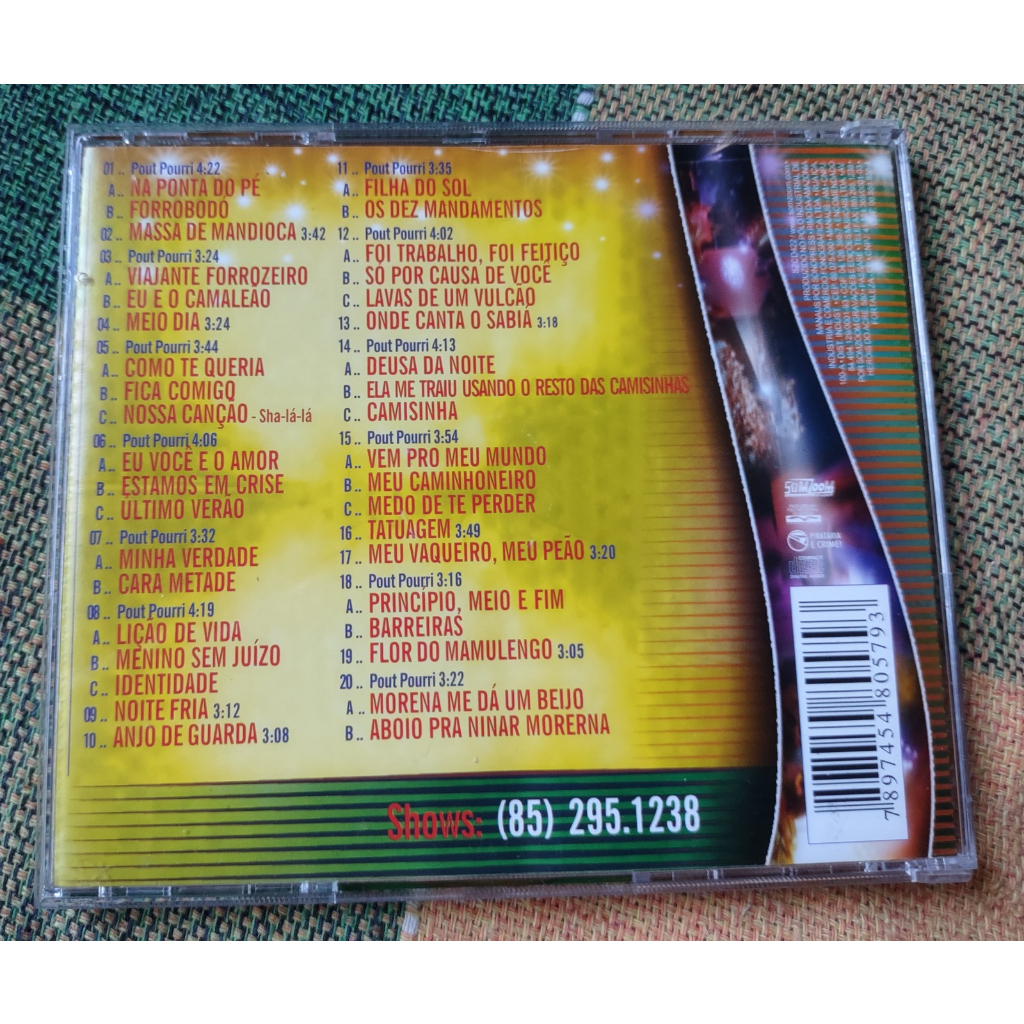 01 .. Pout Pourri 4:22
A .. NA PONTA DO PÉ
B .. FORROBODÓ
02 .. MASSA DE MANDIOCA 3:42
03 .. Pout Pourri 3:24
A .. VIAJANTE FORROZEIRO
B .. EU E O CAMALEÃO
04 .. MEIO DIA 3:24
05 .. Pout Pourri 3:44
A .. COMO TE QUERIA
B .. FICA COMIGO
C .. NOSSA CANÇÃO - Sha-lá-lá
06 .. Pout Pourri 4:06
A .. EU VOCÊ E O AMOR
B .. ESTAMOS EM CRISE
C .. ÚLTIMO VERÃO
07 .. Pout Pourri 3:32
A .. MINHA VERDADE
B .. CARA METADE
08 .. Pout Pourri 4:19
A .. LIÇÃO DE VIDA
B .. MENINO SEM JUÍZO
C .. IDENTIDADE
09 .. NOITE FRIA 3:12
10 .. ANJO DE GUARDA 3:08
11 .. Pout Pourri 3:35
A .. FILHA DO SOL
B .. OS DEZ MANDAMENTOS
12 .. Pout Pourri 4:02
A .. FOI TRABALHO, FOI FEITIÇO
B .. SÓ POR CAUSA DE VOCÊ
C .. LAVAS DE UM VULCÃO
13 .. ONDE CANTA O SABIÁ 3:18
14 .. Pout Pourri 4:13
A .. DEUSA DA NOITE
B .. ELA ME TRAIU USANDO O RESTO DAS CAMISINHAS
C .. CAMISINHA
15 .. Pout Pourri 3:54
A .. VEM PRO MEU MUNDO
B .. MEU CAMINHONEIRO
C .. MEDO DE TE PERDER
16 .. TATUAGEM 3:49
17 .. MEU VAQUEIRO, MEU PEÃO 3:20
18 .. Pout Pourri 3:16
A .. PRINCÍPIO, MEIO E FIM
B .. BARREIRAS
19 .. FLOR DO MAMULENGO 3:05
20 .. Pout Pourri 3:22
A .. MORENA ME DÁ UM BEIJO
B .. ABOIO PRA NINAR MORERNA
Shows: (85) 295.1238
SOMZOOM
PIRATARIA
É CRIME!
7 897454 805793